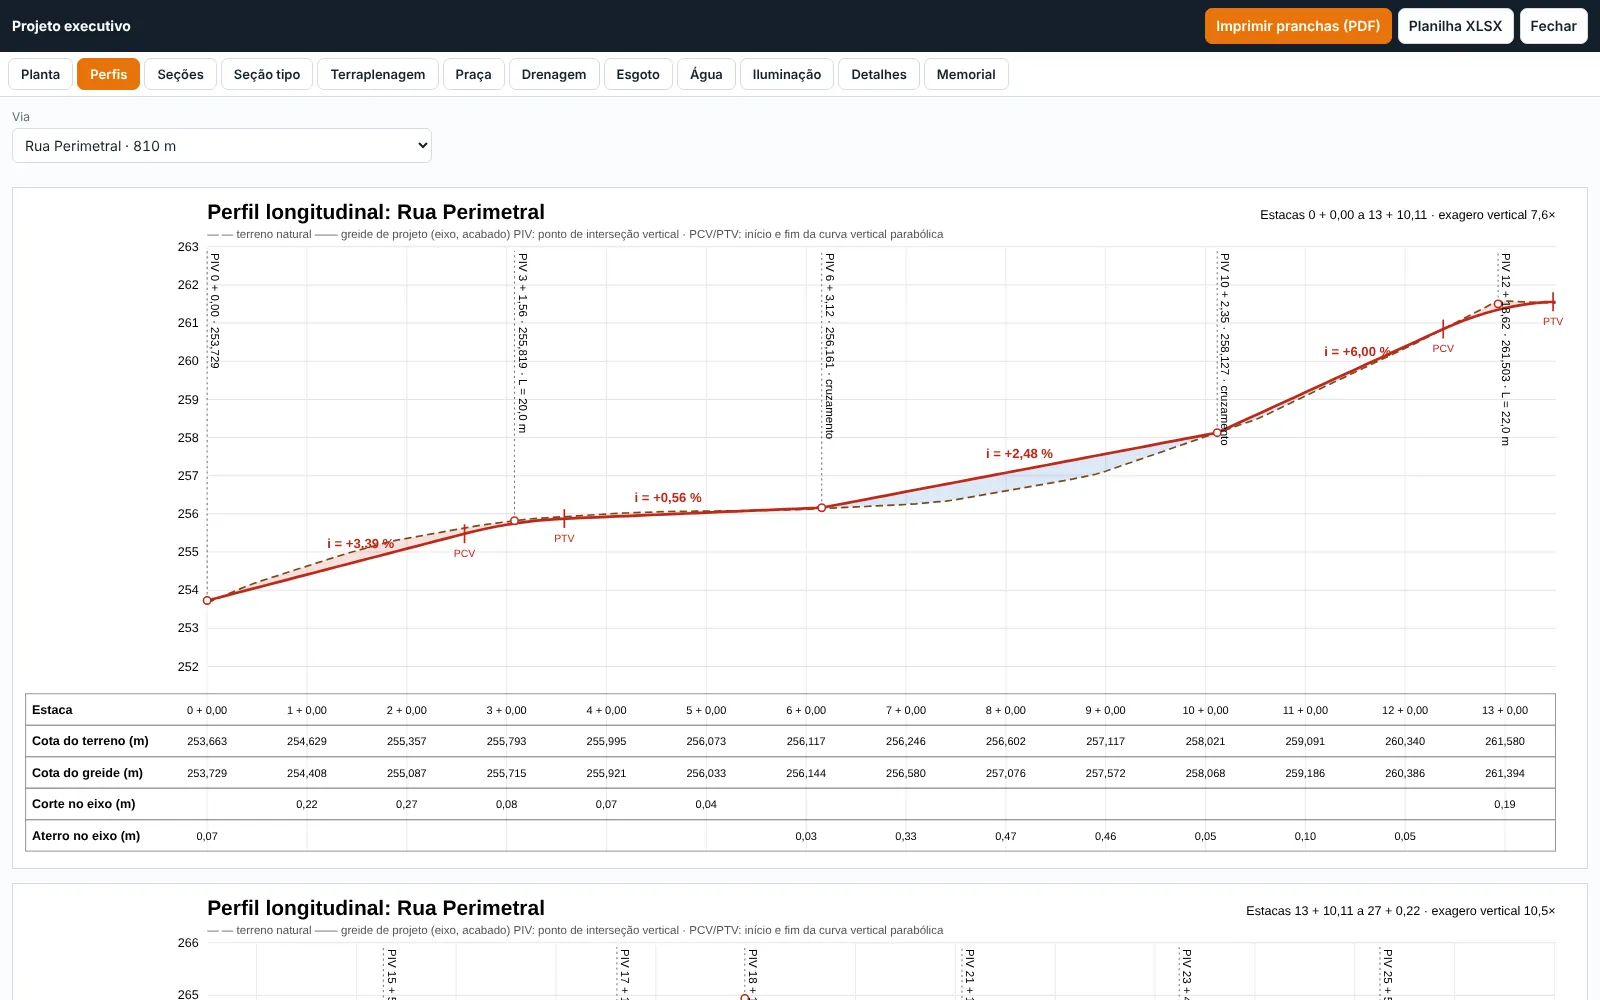 Projeto executivo
Imprimir pranchas (PDF)
Planilha XLSX
Fechar
Planta
Perfis
Seções
Seção tipo
Terraplenagem
Praça
Drenagem
Esgoto
Água
Iluminação
Detalhes
Memorial
Via
Rua Perimetral · 810 m
Perfil longitudinal: Rua Perimetral
Estacas 0 + 0,00 a 13 + 10,11 · exagero vertical 7,6×
— — terreno natural —— greide de projeto (eixo, acabado) PIV: ponto de interseção vertical · PCV/PTV: início e fim da curva vertical parabólica
263
262
261
260
259
258
257
256
255
254
253
252
PIV 0 + 0,00 · 253,729
PIV 3 + 1,56 · 255,819 · L = 20,0 m
PIV 6 + 3,12 · 256,161 · cruzamento
PIV 10 + 2,35 · 258,127 · cruzamento
PIV 12 + 18,62 · 261,503 · L = 22,0 m
i = +3,39 %
PCV
PTV
i = +0,56 %
i = +2,48 %
i = +6,00 %
PCV
PTV
Estaca 0 + 0,00 1 + 0,00 2 + 0,00 3 + 0,00 4 + 0,00 5 + 0,00 6 + 0,00 7 + 0,00 8 + 0,00 9 + 0,00 10 + 0,00 11 + 0,00 12 + 0,00 13 + 0,00
Cota do terreno (m) 253,663 254,629 255,357 255,793 255,995 256,073 256,117 256,246 256,602 257,117 258,021 259,091 260,340 261,580
Cota do greide (m) 253,729 254,408 255,087 255,715 255,921 256,033 256,144 256,580 257,076 257,572 258,068 259,186 260,386 261,394
Corte no eixo (m) 0,22 0,27 0,08 0,07 0,04 0,19
Aterro no eixo (m) 0,07 0,03 0,33 0,47 0,46 0,05 0,10 0,05
Perfil longitudinal: Rua Perimetral
Estacas 13 + 10,11 a 27 + 0,22 · exagero vertical 10,5×
— — terreno natural —— greide de projeto (eixo, acabado) PIV: ponto de interseção vertical · PCV/PTV: início e fim da curva vertical parabólica
266
265
PIV 15 +
PIV 17 +
PIV 18 +
PIV 21 +
PIV 23 +
PIV 25 +